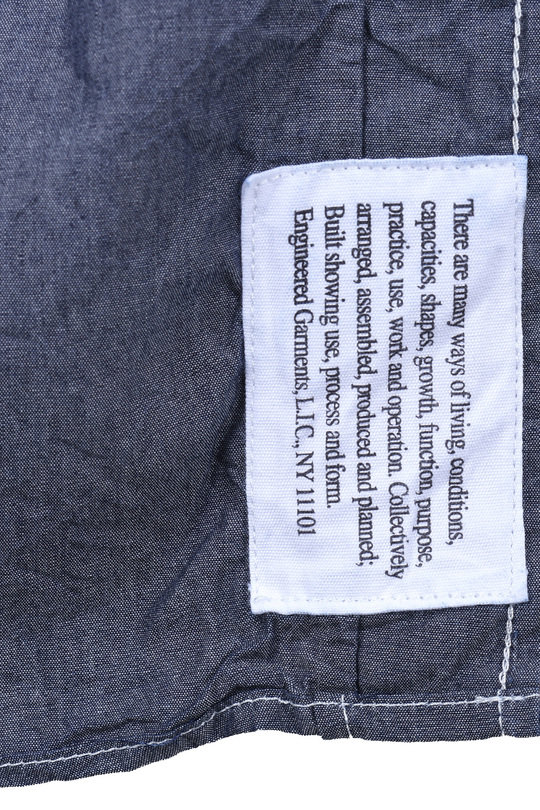 There are many ways of living, conditions,
capacities, shapes, growth, function, purpose,
practice, use, work and operation. Collectively
arranged, assembled, produced and planned;
Built showing use, process and form.
Engineered Garments, L.I.C., NY 11101